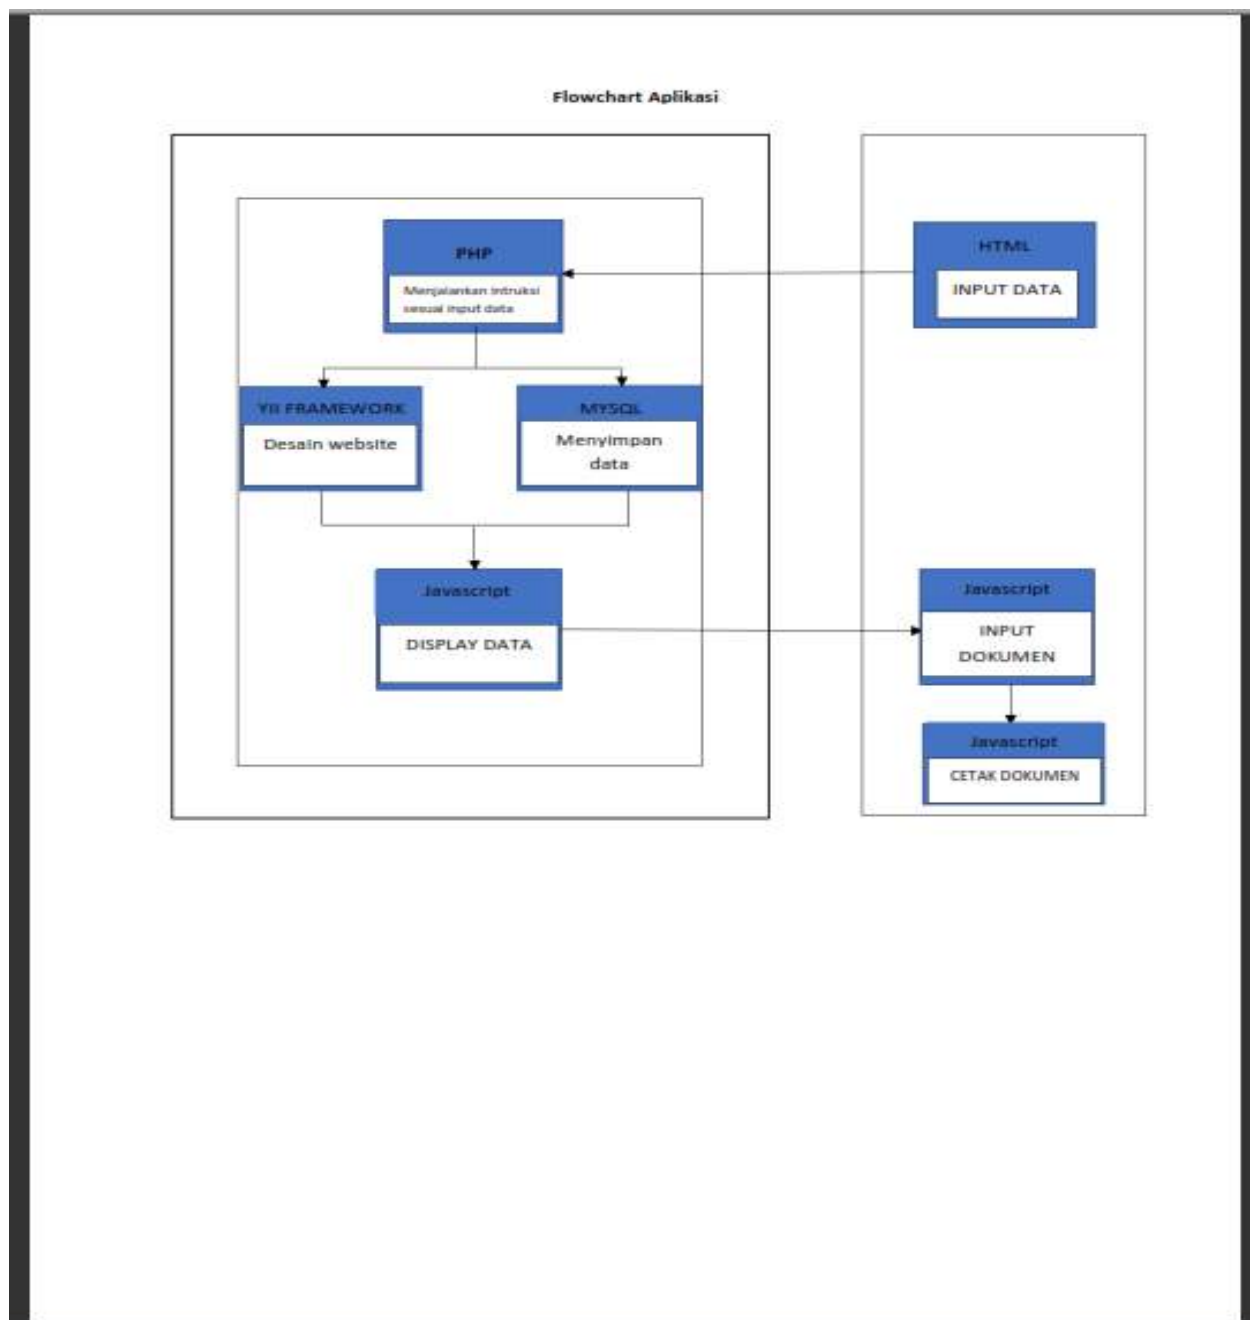 Flowchart Aplikasi
PHP
Menjalankan intruksi
sesuai input data
HTML
INPUT DATA
YII FRAMEWORK
Desain website
MYSQL
Menyimpan
data
Javascript
DISPLAY DATA
Javascript
INPUT
DOKUMEN
Javascript
CETAK DOKUMEN